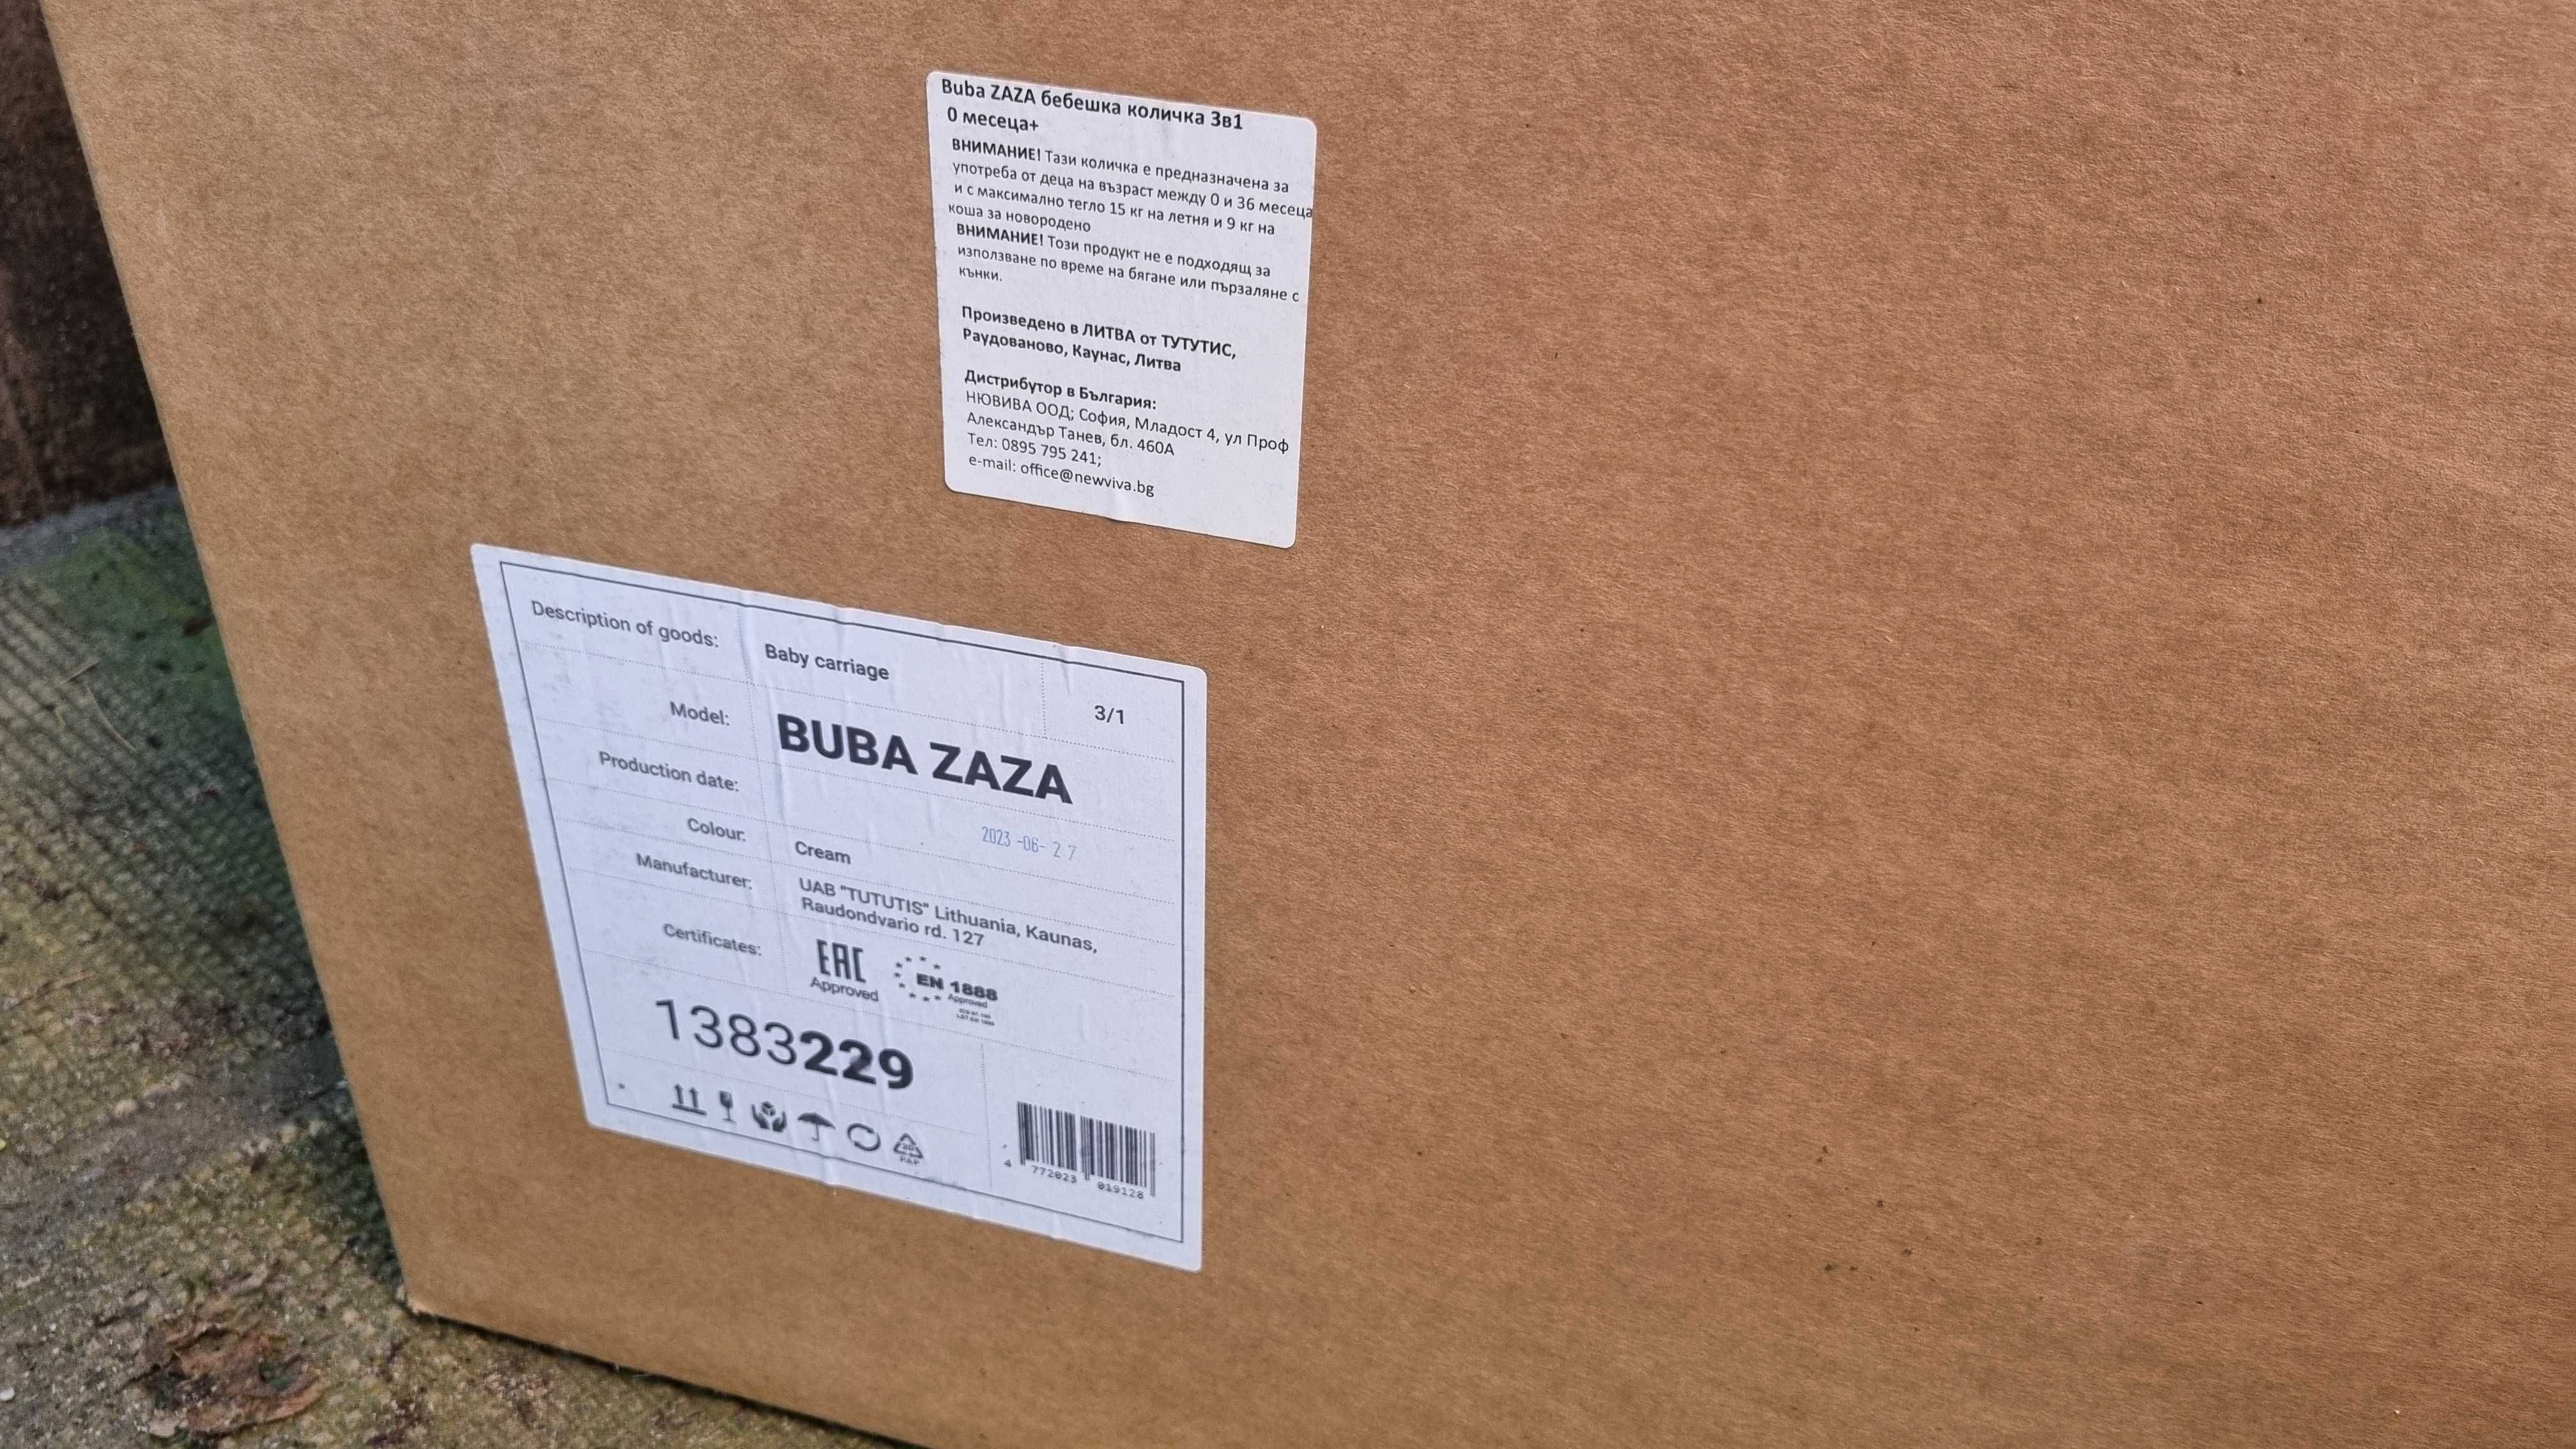 Buba ZAZA бебешка количка 3в1
0 месеца+
ВНИМАНИЕ! Тази количка е предназначена за
употреба от деца на възраст между 0 и 36 месеца
и с максимално тегло 15 кг на летня и 9 кг на
коша за новородено
ВНИМАНИЕ! Този продукт не е подходящ за
използване по време на бягане или пързаляне с
кънки.
Произведено в ЛИТВА от ТУТУТИС,
Раудованово, Каунас, Литва
Дистрибутор в България:
НЮВИВА ООД; София, Младост 4, ул Проф
Александър Танев, бл. 460А
Тел: 0895 795 241;
e-mail: office@newviva.bg
Description of goods: Baby carriage 3/1
Model: BUBA ZAZA
Production date: 2023 -06- 2 7
Colour: Cream
Manufacturer: UAB "TUTUTIS" Lithuania, Kaunas,
Raudondvario rd. 127
Certificates: EAC EN 1888
Approved Approved
1383229
PAP
4 772023 019128